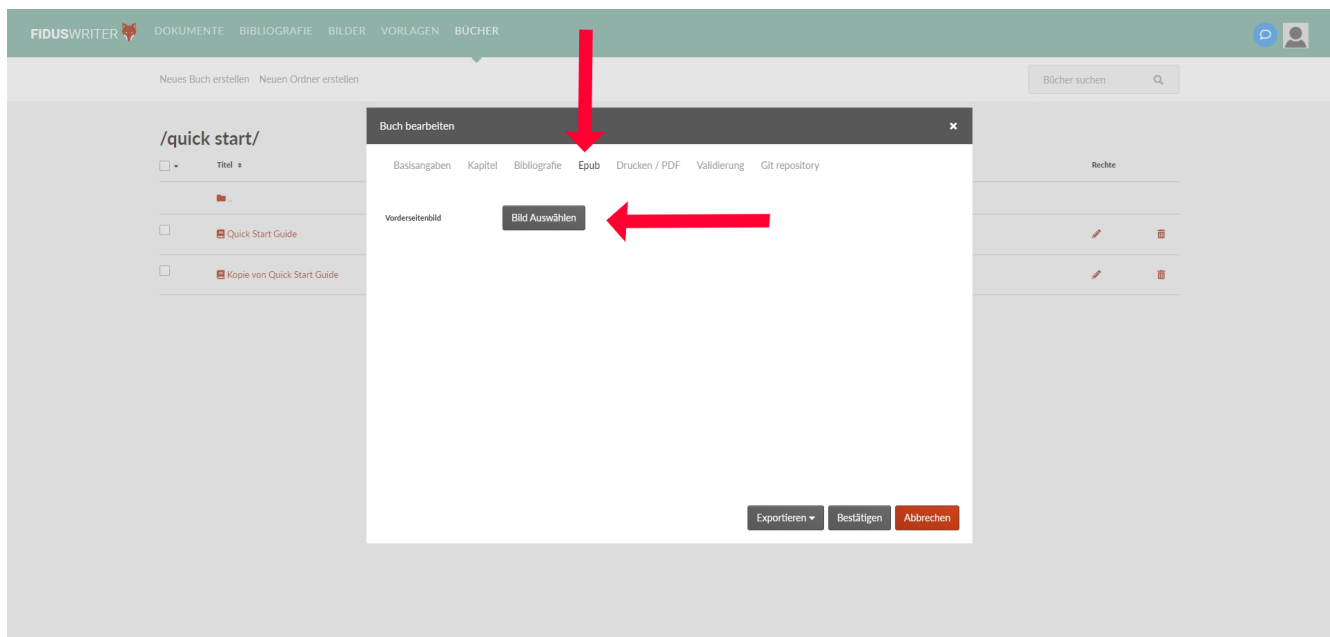 FIDUSWRITER DOKUMENTE BIBLIOGRAFIE BILDER VORLAGEN BÜCHER
Neues Buch erstellen Neuen Ordner erstellen Bücher suchen
/quick start/
Buch bearbeiten
Titel Rechte
Basisangaben Kapitel Bibliografie Epub Drucken / PDF Validierung Git repository
..
Vorderseitenbild Bild Auswählen
Quick Start Guide
Kopie von Quick Start Guide
Exportieren Bestätigen Abbrechen